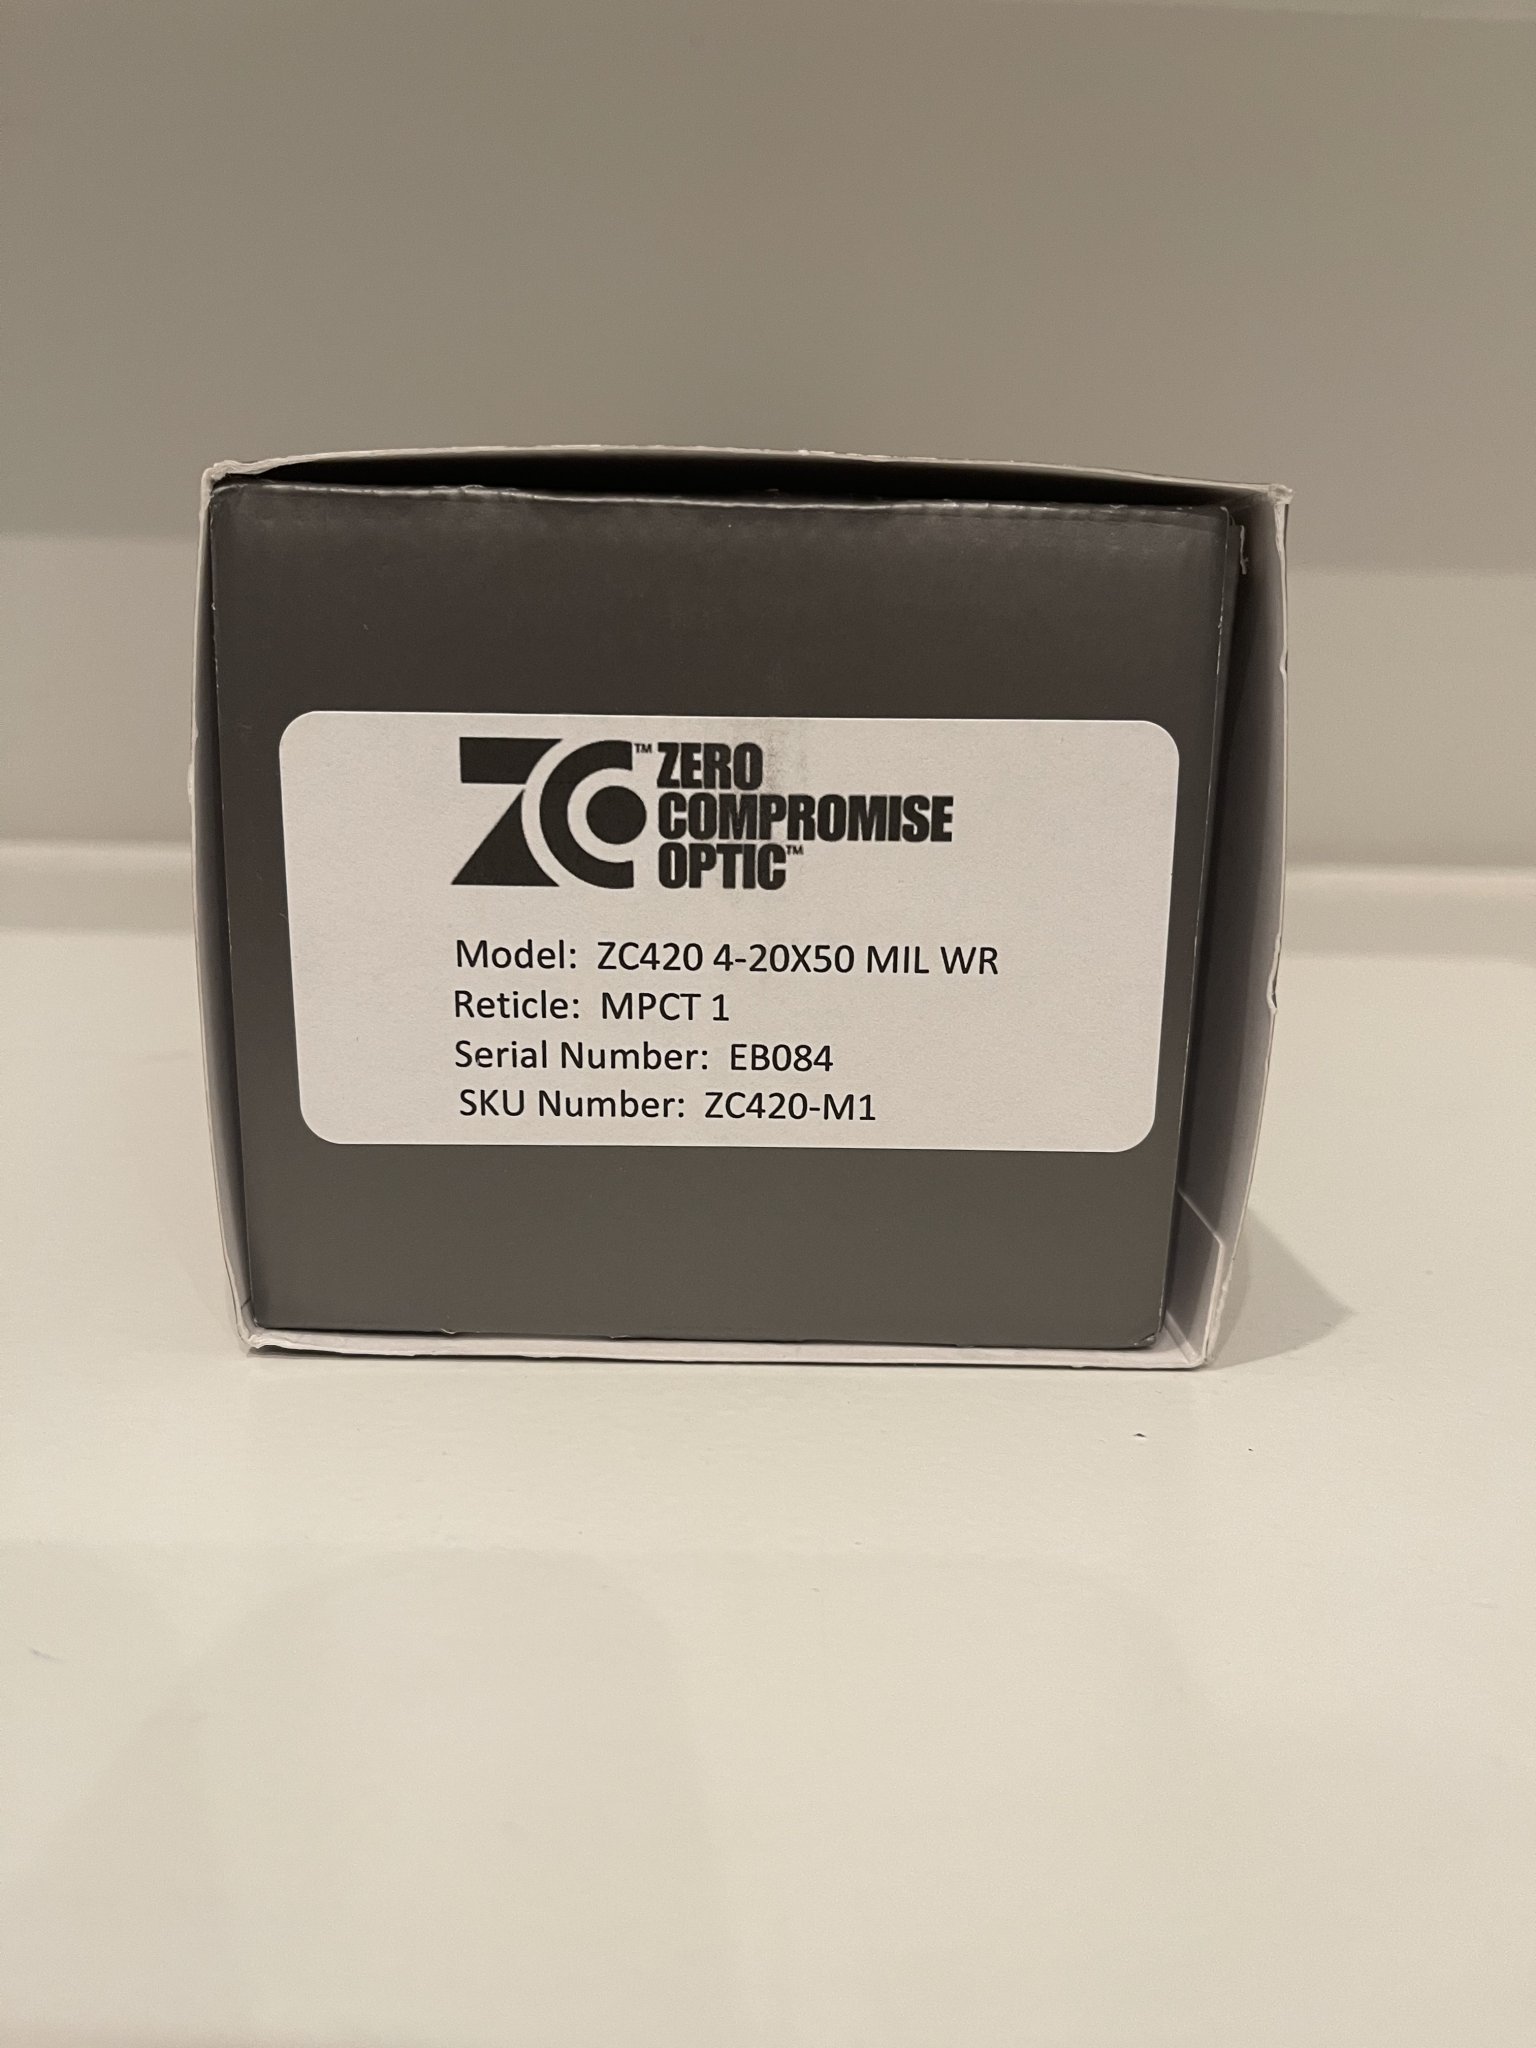 ZC™ ZERO
COMPROMISE
OPTIC™
Model: ZC420 4-20X50 MIL WR
Reticle: MPCT 1
Serial Number: EB084
SKU Number: ZC420-M1